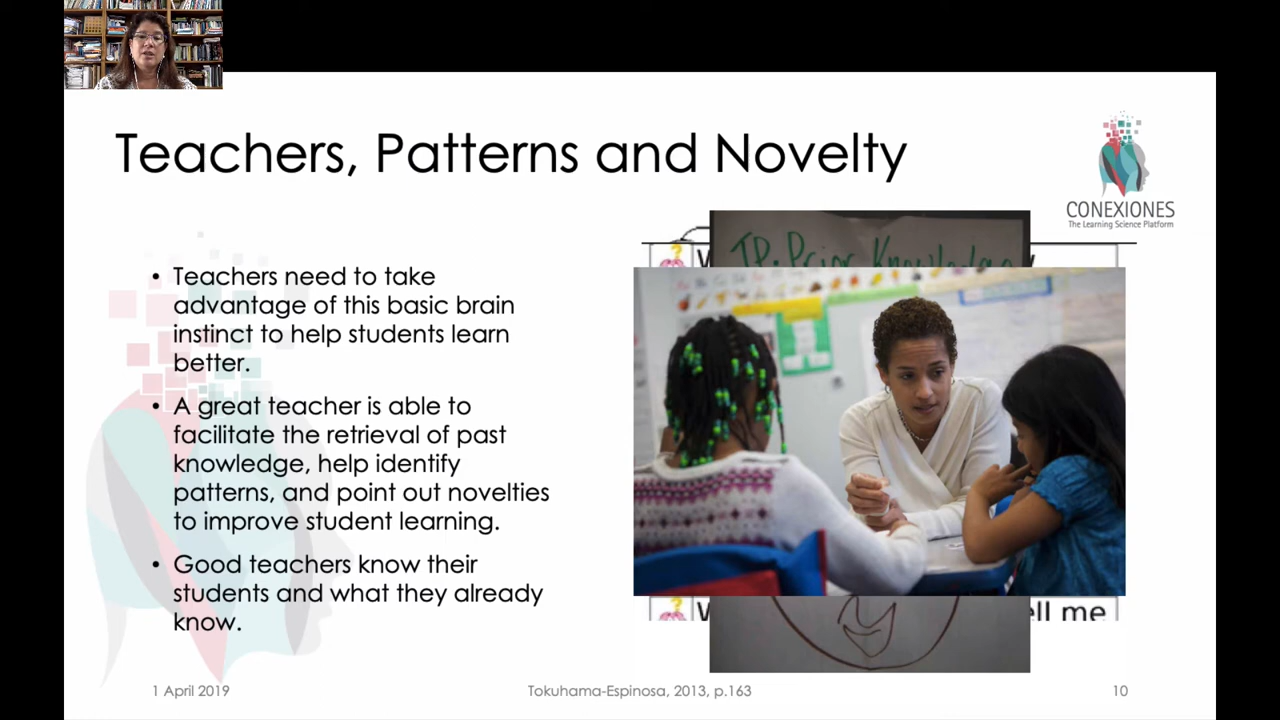 Teachers, Patterns and Novelty
CONEXIONES
The Learning Science Platform
• Teachers need to take
advantage of this basic brain
instinct to help students learn
better.
• A great teacher is able to
facilitate the retrieval of past
knowledge, help identify
patterns, and point out novelties
to improve student learning.
• Good teachers know their
students and what they already
know.
TP: Prior Knowledge
ell me
1 April 2019
Tokuhama-Espinosa, 2013, p.163
10